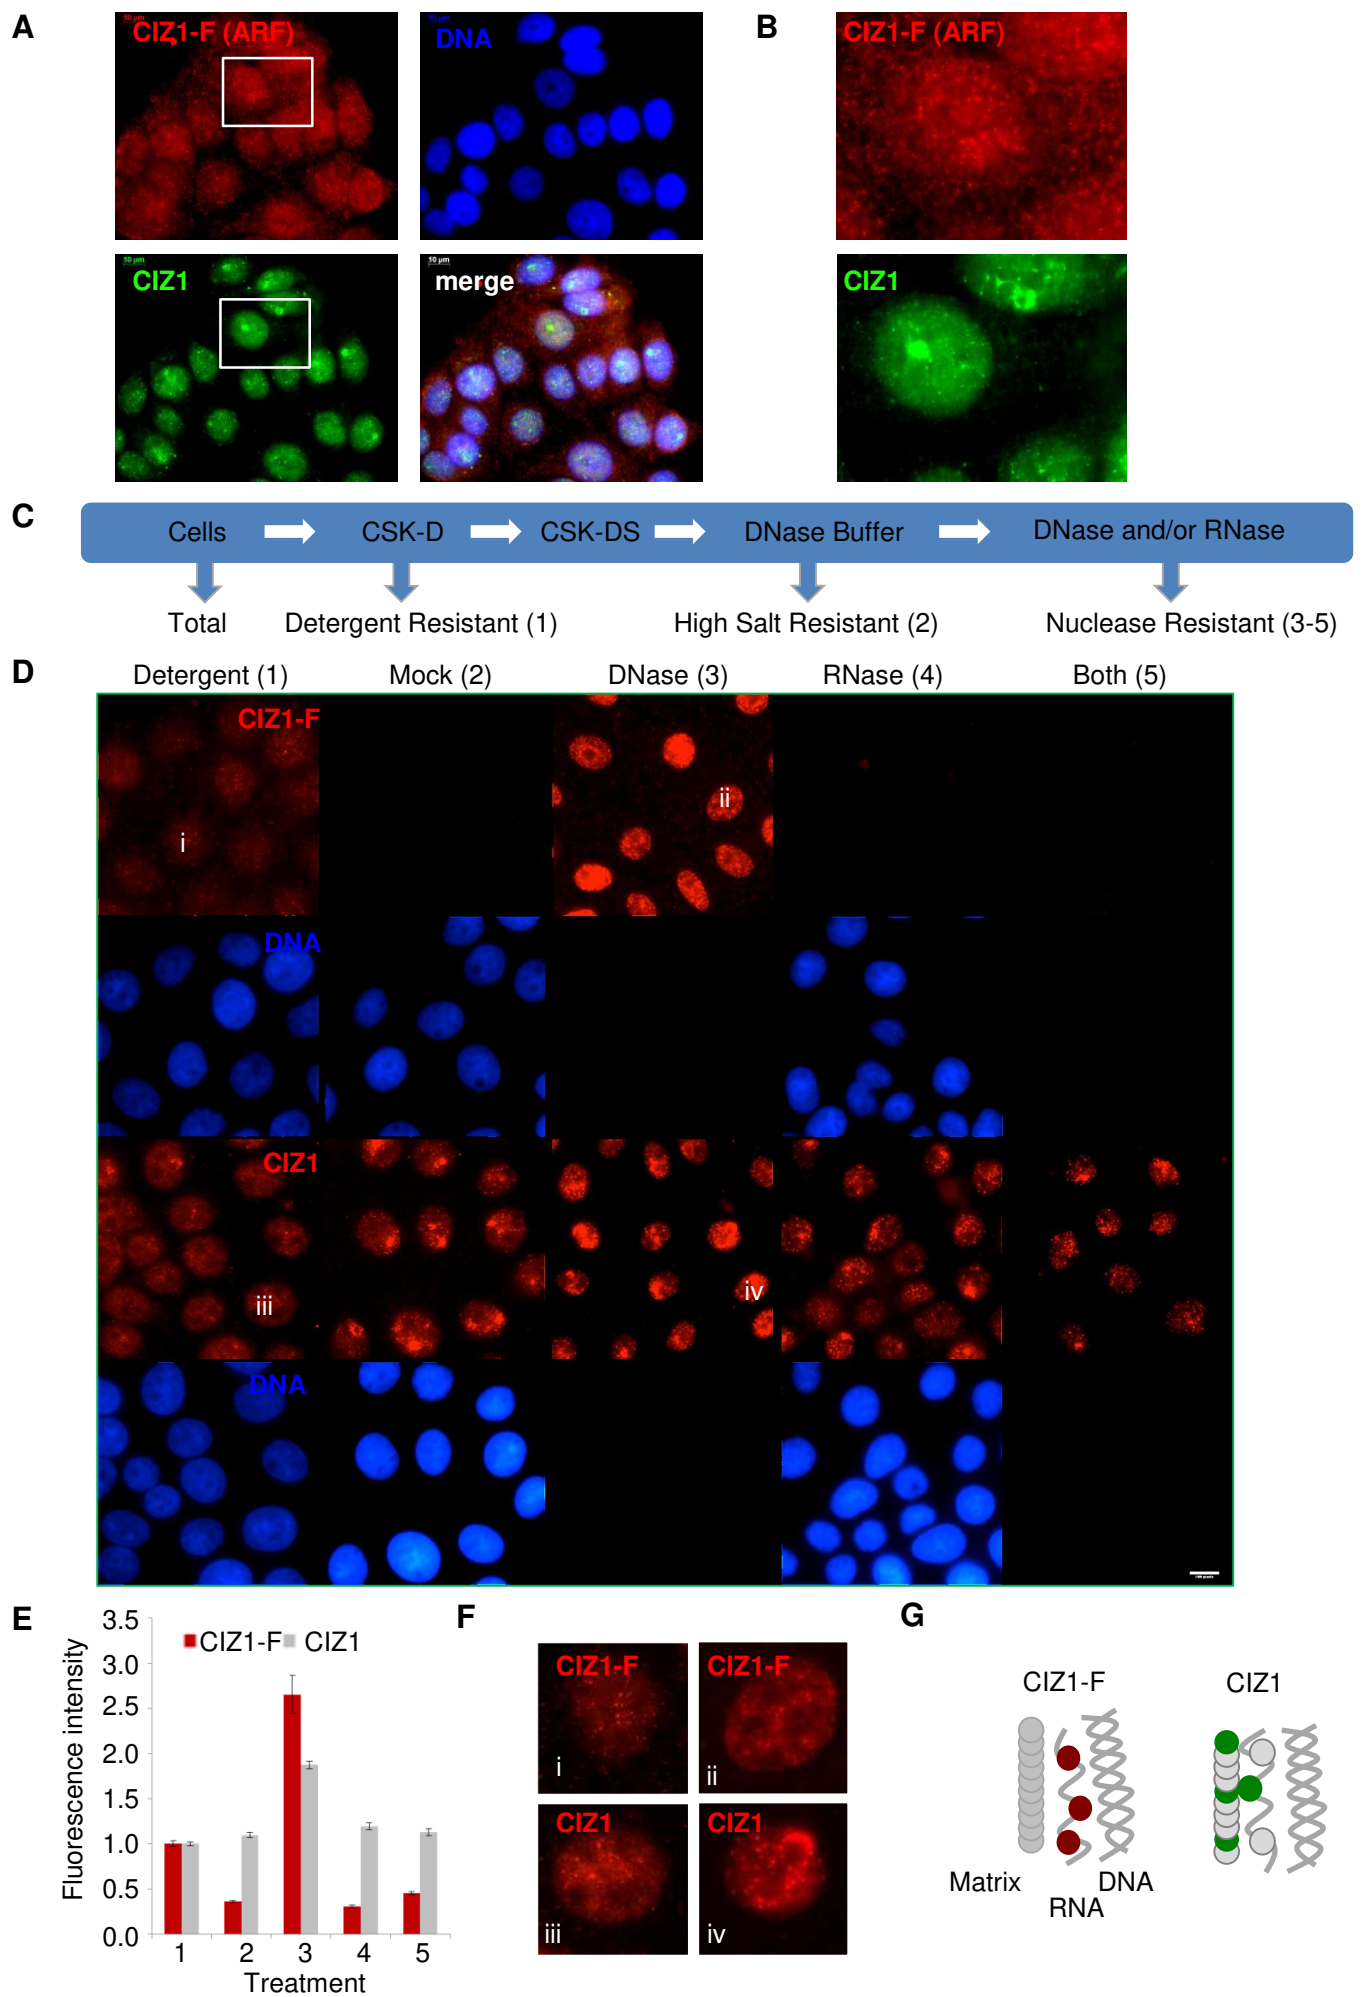 A
B
CIZ1-F (ARF)
DNA
CIZ1-F (ARF)
10 µm
CIZ1
10 µm
merge
CIZ1
C
Cells
CSK-D
CSK-DS
DNase Buffer
DNase and/or RNase
Total
Detergent Resistant (1)
High Salt Resistant (2)
Nuclease Resistant (3-5)
D
Detergent (1)
Mock (2)
DNase (3)
RNase (4)
Both (5)
CIZ1-F
i
ii
DNA
CIZ1
iii
iv
DNA
E
Fluorescence intensity
3.5
3.0
2.5
2.0
1.5
1.0
0.5
0.0
CIZ1-F
CIZ1
1
2
3
4
5
Treatment
F
CIZ1-F
i
CIZ1-F
ii
CIZ1
iii
CIZ1
iv
G
CIZ1-F
CIZ1
Matrix
RNA
DNA